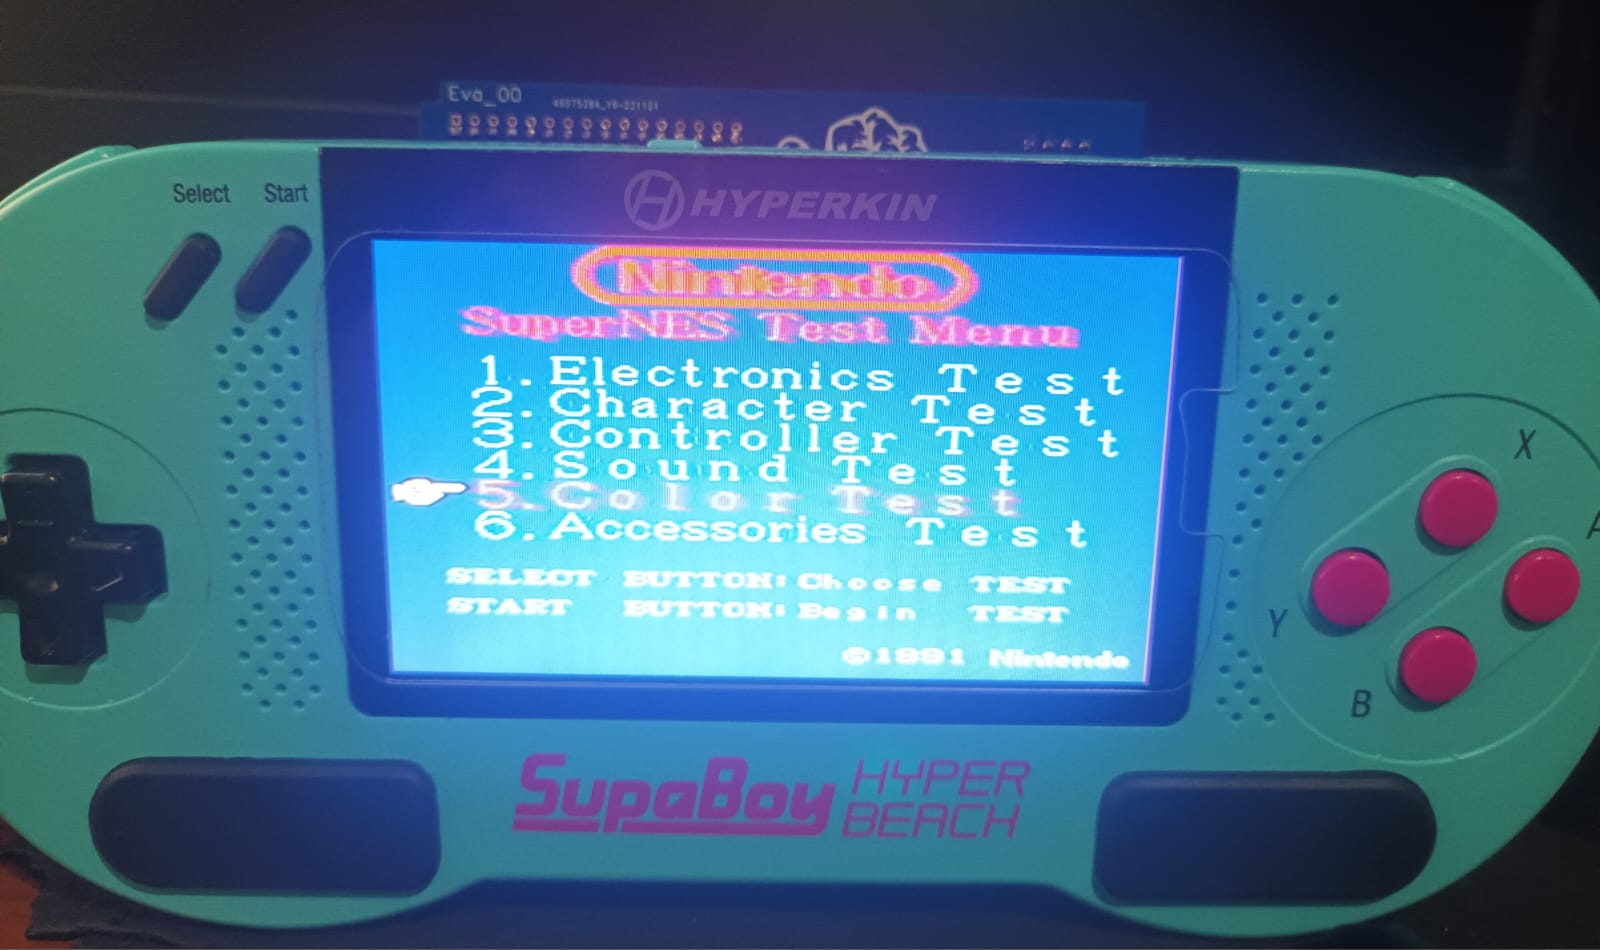 Eva_00
4607528A_Y6-221101
Select Start
HYPERKIN
Nintendo
SuperNES Test Menu
1. Electronics Test
2. Character Test
3. Controller Test
4. Sound Test
5. Color Test
6. Accessories Test
SELECT BUTTON: Choose TEST
START BUTTON: Begin TEST
©1991 Nintendo
X
A
Y
B
SupaBoy HYPER
BEACH